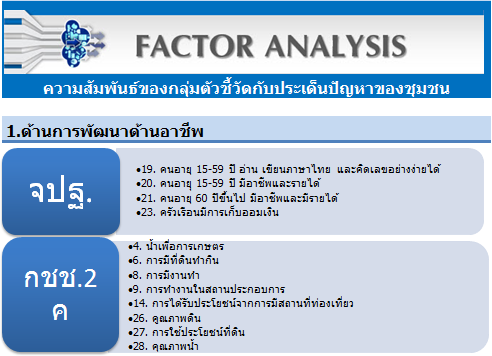 FACTOR ANALYSIS
ความสัมพันธ์ของกลุ่มตัวชี้วัดกับประเด็นปัญหาของชุมชน
1.ด้านการพัฒนาด้านอาชีพ
จปฐ.
•19. คนอายุ 15-59 ปี อ่าน เขียนภาษาไทย และคิดเลขอย่างง่ายได้
•20. คนอายุ 15-59 ปี มีอาชีพและรายได้
•21. คนอายุ 60 ปีขึ้นไป มีอาชีพและมีรายได้
•23. ครัวเรือนมีการเก็บออมเงิน
กชช.2
ค
•4. น้ำเพื่อการเกษตร
•6. การมีที่ดินทำกิน
•8. การมีงานทำ
•9. การทำงานในสถานประกอบการ
•14. การได้รับประโยชน์จากการมีสถานที่ท่องเที่ยว
•26. คุณภาพดิน
•27. การใช้ประโยชน์ที่ดิน
•28. คุณภาพน้ำ